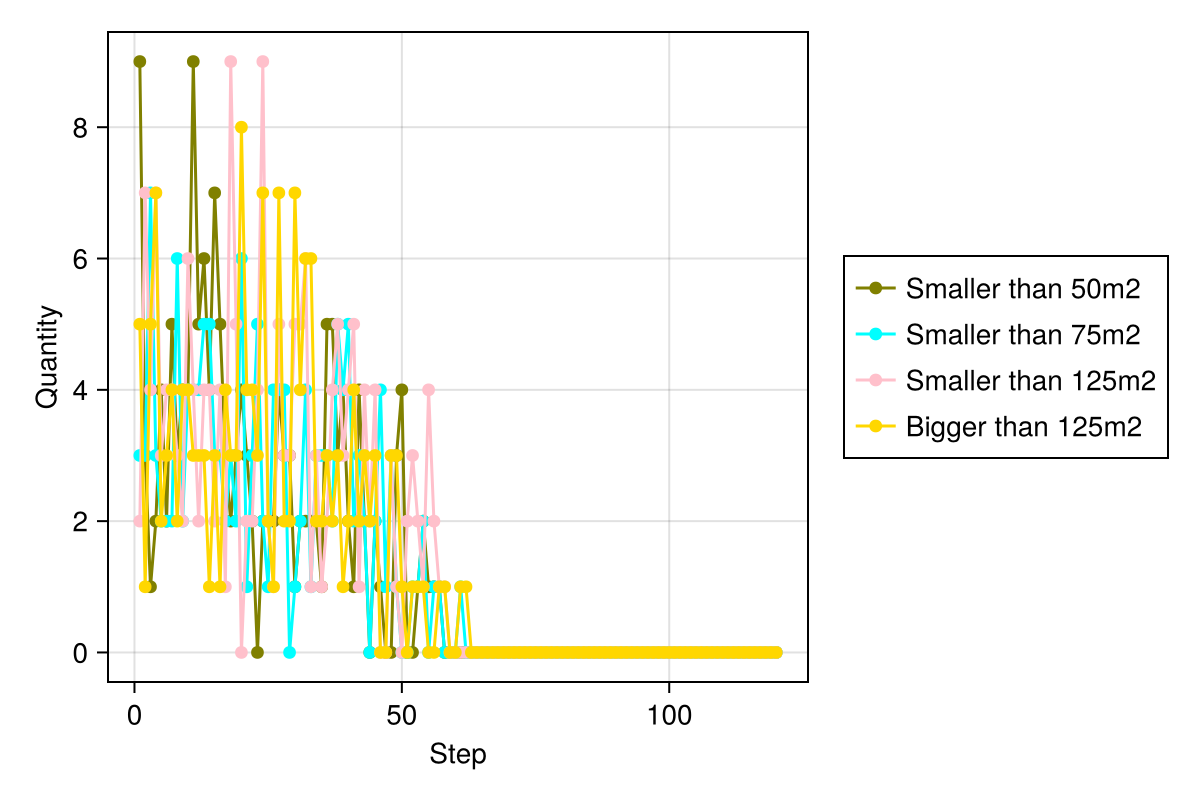 8
6
4
2
0
Quantity
0 50 100
Step
Smaller than 50m2
Smaller than 75m2
Smaller than 125m2
Bigger than 125m2